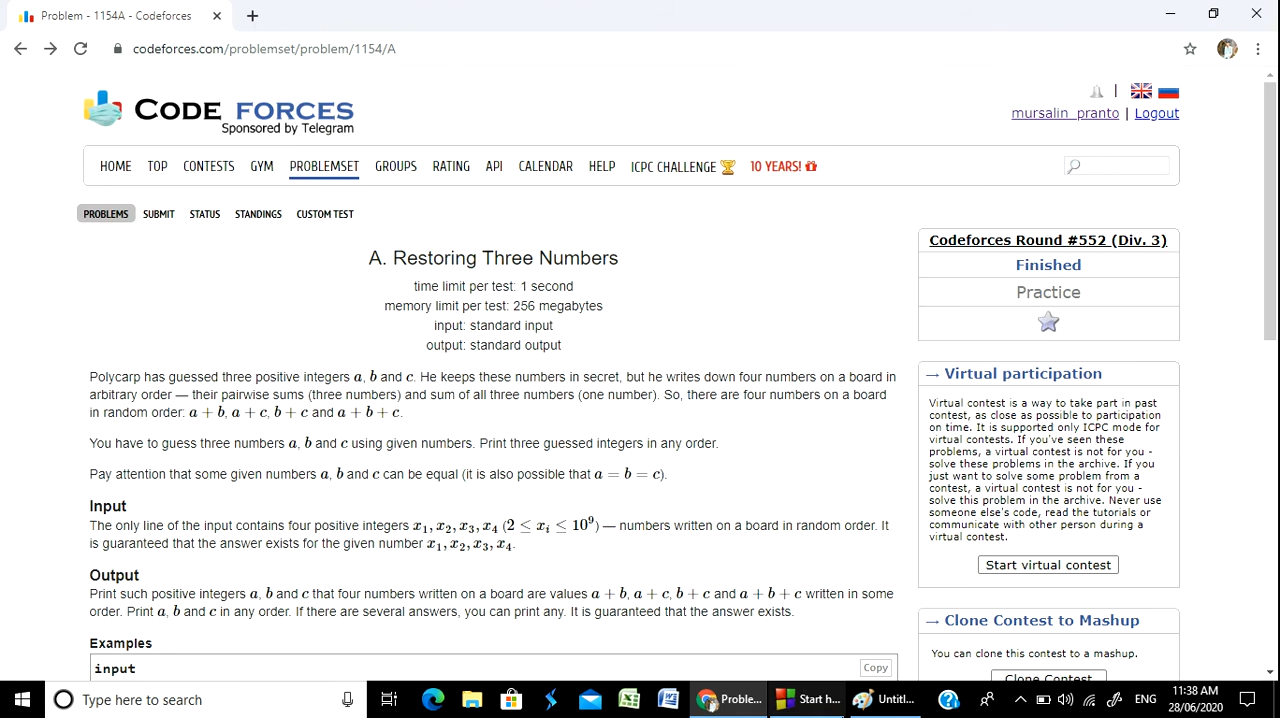 Problem - 1154A - Codeforces
codeforces.com/problemset/problem/1154/A
CODE FORCES
Sponsored by Telegram
mursalin_pranto | Logout
HOME TOP CONTESTS GYM PROBLEMSET GROUPS RATING API CALENDAR HELP ICPC CHALLENGE 10 YEARS!
PROBLEMS SUBMIT STATUS STANDINGS CUSTOM TEST
A. Restoring Three Numbers
time limit per test: 1 second
memory limit per test: 256 megabytes
input: standard input
output: standard output
Polycarp has guessed three positive integers a, b and c. He keeps these numbers in secret, but he writes down four numbers on a board in
arbitrary order — their pairwise sums (three numbers) and sum of all three numbers (one number). So, there are four numbers on a board
in random order: a + b, a + c, b + c and a + b + c.
You have to guess three numbers a, b and c using given numbers. Print three guessed integers in any order.
Pay attention that some given numbers a, b and c can be equal (it is also possible that a = b = c).
Input
The only line of the input contains four positive integers x₁, x₂, x₃, x₄ (2 ≤ xᵢ ≤ 10⁹) — numbers written on a board in random order. It
is guaranteed that the answer exists for the given number x₁, x₂, x₃, x₄.
Output
Print such positive integers a, b and c that four numbers written on a board are values a + b, a + c, b + c and a + b + c written in some
order. Print a, b and c in any order. If there are several answers, you can print any. It is guaranteed that the answer exists.
Examples
input
Copy
Codeforces Round #552 (Div. 3)
Finished
Practice
→ Virtual participation
Virtual contest is a way to take part in past
contest, as close as possible to participation
on time. It is supported only ICPC mode for
virtual contests. If you've seen these
problems, a virtual contest is not for you -
solve these problems in the archive. If you
just want to solve some problem from a
contest, a virtual contest is not for you -
solve this problem in the archive. Never use
someone else's code, read the tutorials or
communicate with other person during a
virtual contest.
Start virtual contest
→ Clone Contest to Mashup
You can clone this contest to a mashup.
Clone Contest
Type here to search
Proble...
Start h...
Untitl...
ENG
11:38 AM
28/06/2020